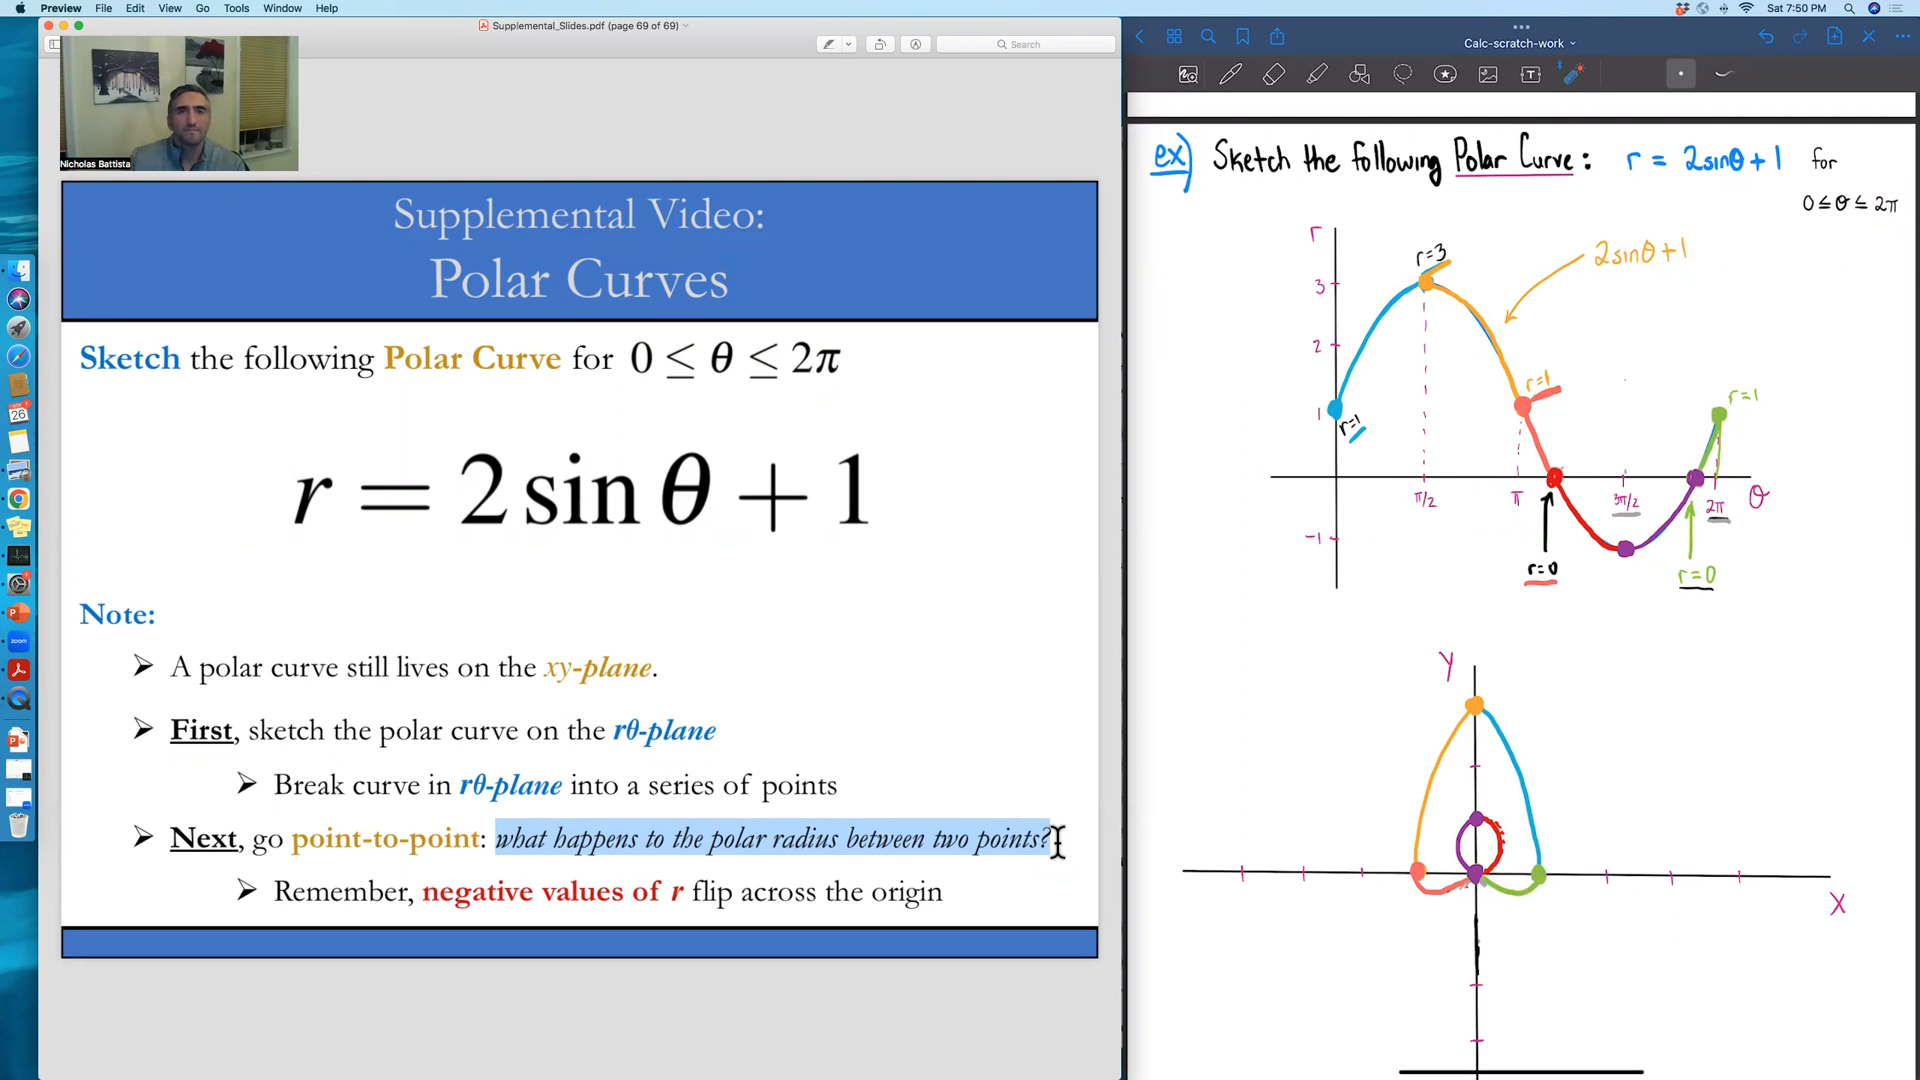 Preview File Edit View Go Tools Window Help
Sat 7:50 PM
Supplemental_Slides.pdf (page 69 of 69)
Search
Nicholas Battista
Supplemental Video:
Polar Curves
Sketch the following Polar Curve for 0 ≤ θ ≤ 2π
r = 2 sin θ + 1
Note:
➢ A polar curve still lives on the xy-plane.
➢ First, sketch the polar curve on the rθ-plane
➢ Break curve in rθ-plane into a series of points
➢ Next, go point-to-point: what happens to the polar radius between two points?
➢ Remember, negative values of r flip across the origin
26
zoom
Calc-scratch-work
ex) Sketch the following Polar Curve: r = 2sinθ+1 for
0≤θ≤2π
r
r=3
2sinθ+1
3
2
r=1
r=1
1
r=1
π/2
π
3π/2
2π
θ
-1
r=0
r=0
y
x